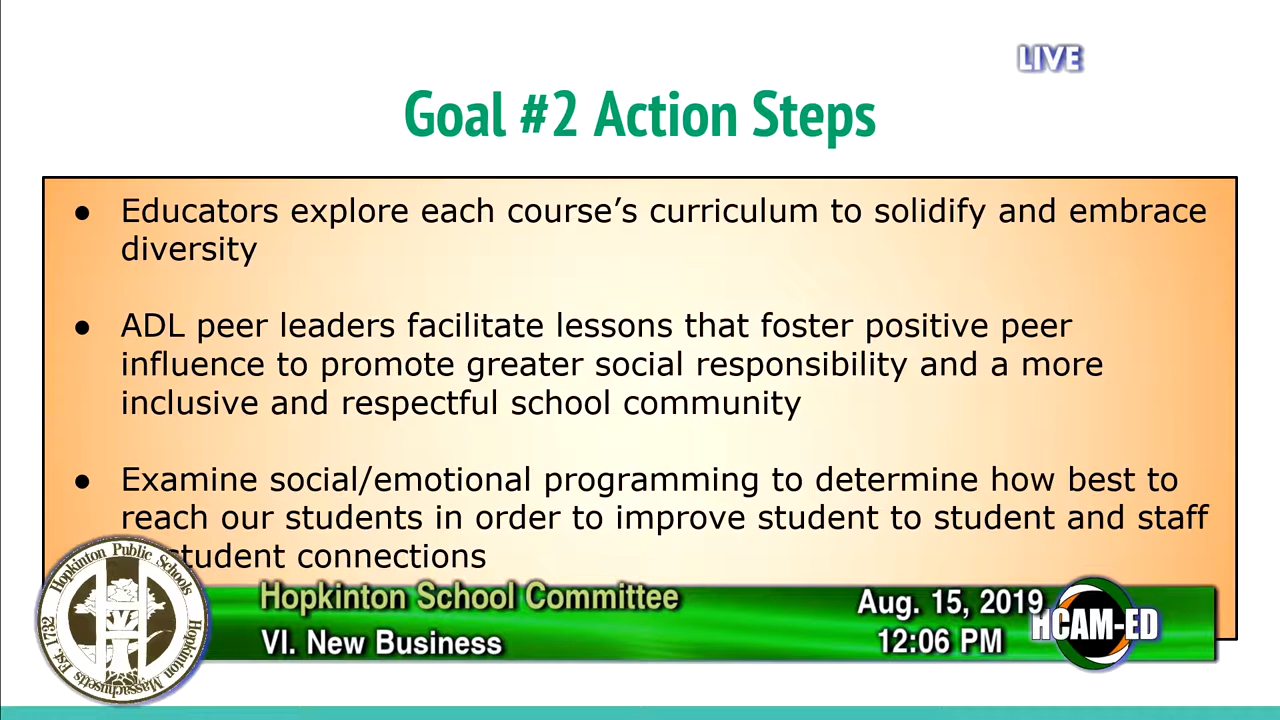 LIVE
Goal #2 Action Steps
● Educators explore each course’s curriculum to solidify and embrace
diversity
● ADL peer leaders facilitate lessons that foster positive peer
influence to promote greater social responsibility and a more
inclusive and respectful school community
● Examine social/emotional programming to determine how best to
reach our students in order to improve student to student and staff
student connections
Hopkinton Public Schools
Hopkinton Massachusetts Est. 1732
H
Hopkinton School Committee
VI. New Business
Aug. 15, 2019
12:06 PM
HCAM-ED